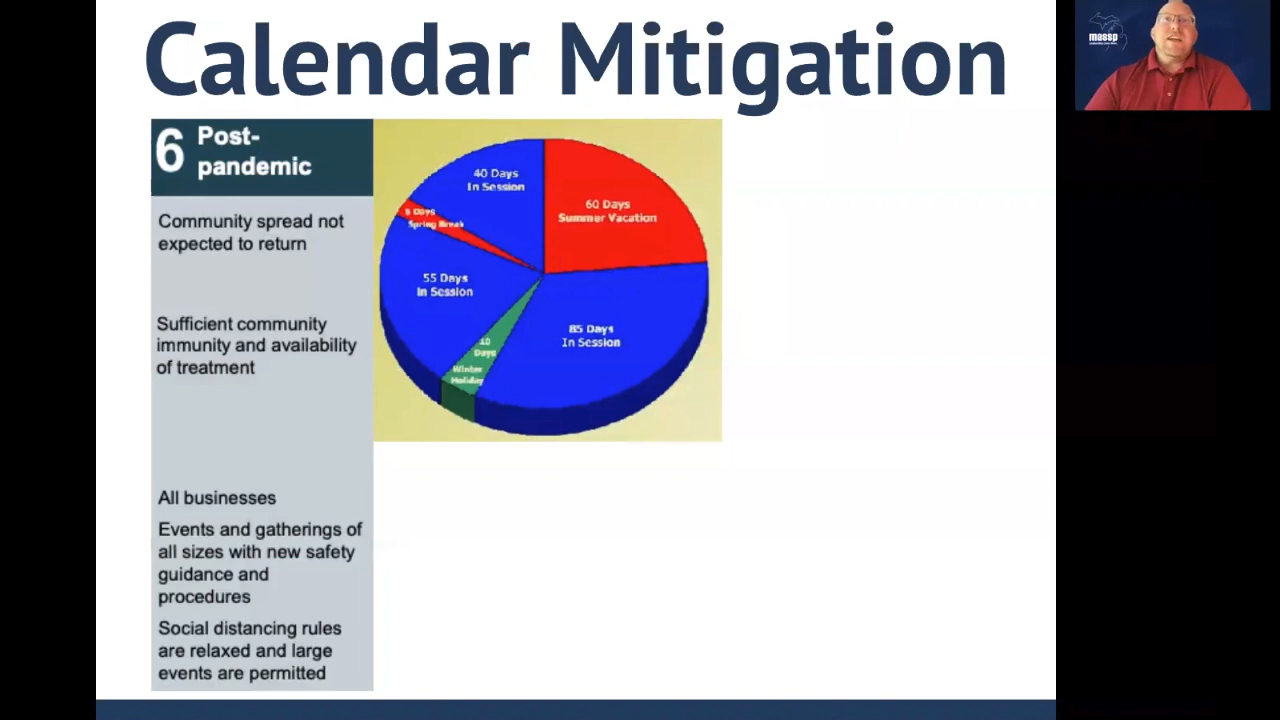 Calendar Mitigation
massp
6 Post-
pandemic
Community spread not
expected to return
Sufficient community
immunity and availability
of treatment
All businesses
Events and gatherings of
all sizes with new safety
guidance and
procedures
Social distancing rules
are relaxed and large
events are permitted
40 Days
In Session
60 Days
Summer Vacation
5 Days
Spring Break
55 Days
In Session
85 Days
In Session
10
Days
Winter
Holiday